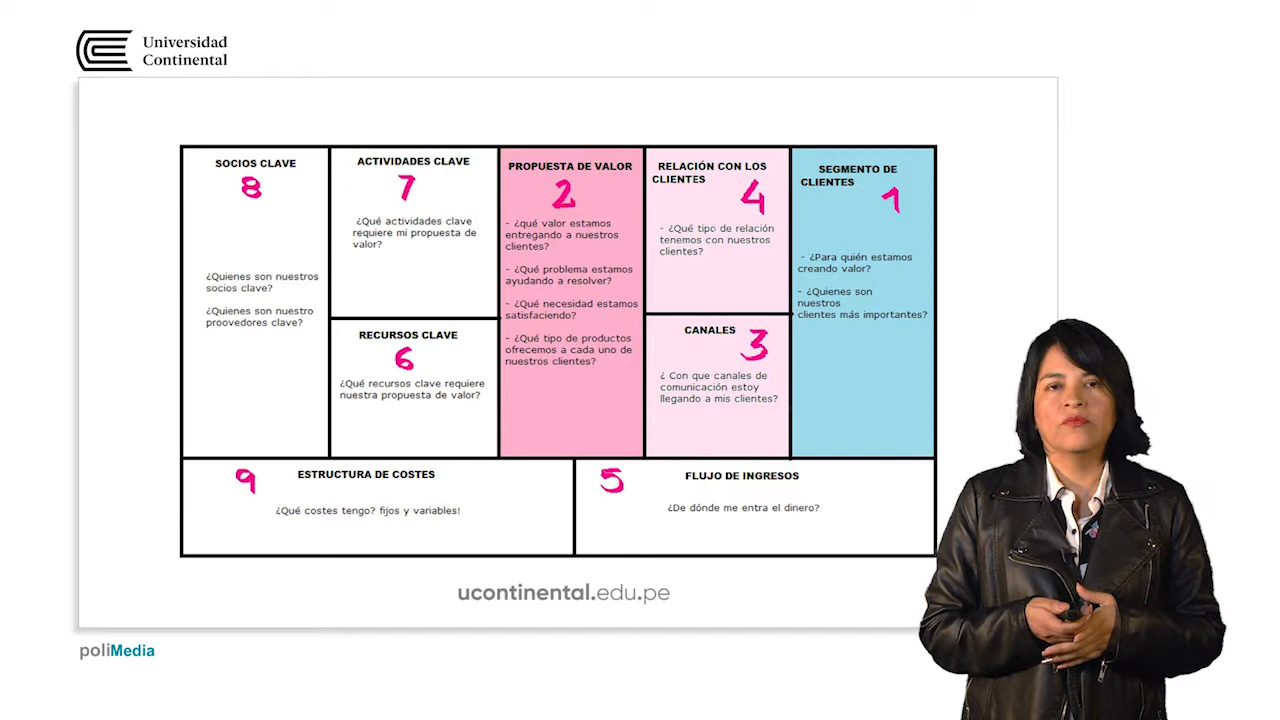 Universidad
Continental
SOCIOS CLAVE
8
¿Quienes son nuestros
socios clave?
¿Quienes son nuestro
proovedores clave?
ACTIVIDADES CLAVE
7
¿Qué actividades clave
requiere mi propuesta de
valor?
RECURSOS CLAVE
6
¿Qué recursos clave requiere
nuestra propuesta de valor?
PROPUESTA DE VALOR
2
- ¿qué valor estamos
entregando a nuestros
clientes?
- ¿Qué problema estamos
ayudando a resolver?
- ¿Qué necesidad estamos
satisfaciendo?
- ¿Qué tipo de productos
ofrecemos a cada uno de
nuestros clientes?
RELACIÓN CON LOS
CLIENTES
4
- ¿Qué tipo de relación
tenemos con nuestros
clientes?
CANALES
3
¿ Con que canales de
comunicación estoy
llegando a mis clientes?
SEGMENTO DE
CLIENTES
1
- ¿Para quién estamos
creando valor?
- ¿Quienes son
nuestros
clientes más importantes?
9
ESTRUCTURA DE COSTES
¿Qué costes tengo? fijos y variables!
5
FLUJO DE INGRESOS
¿De dónde me entra el dinero?
ucontinental.edu.pe
poliMedia